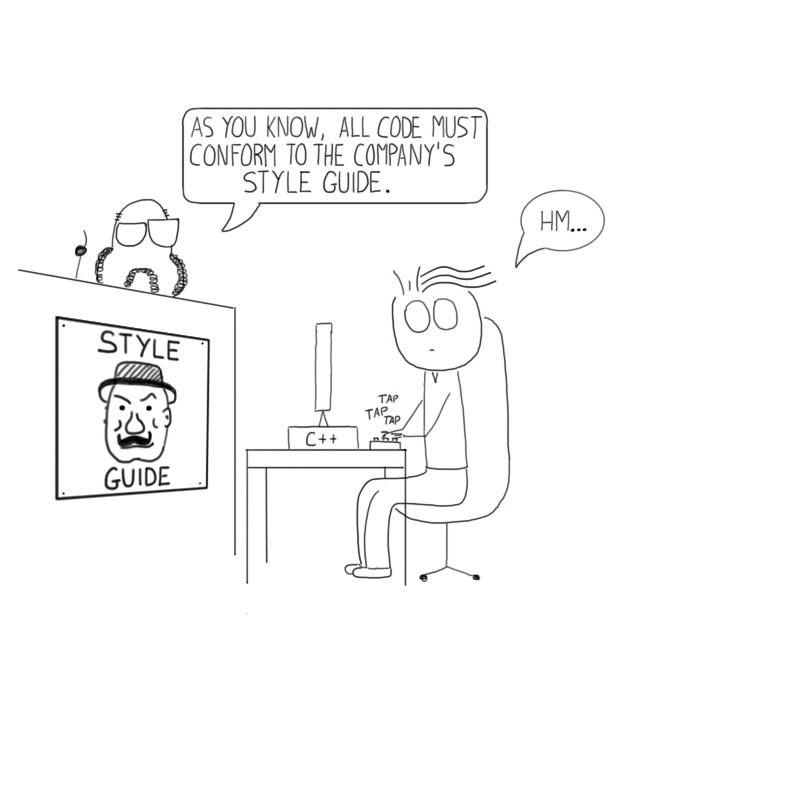 AS YOU KNOW, ALL CODE MUST
CONFORM TO THE COMPANY'S
STYLE GUIDE.
HM...
STYLE
GUIDE
TAP
TAP
TAP
C++